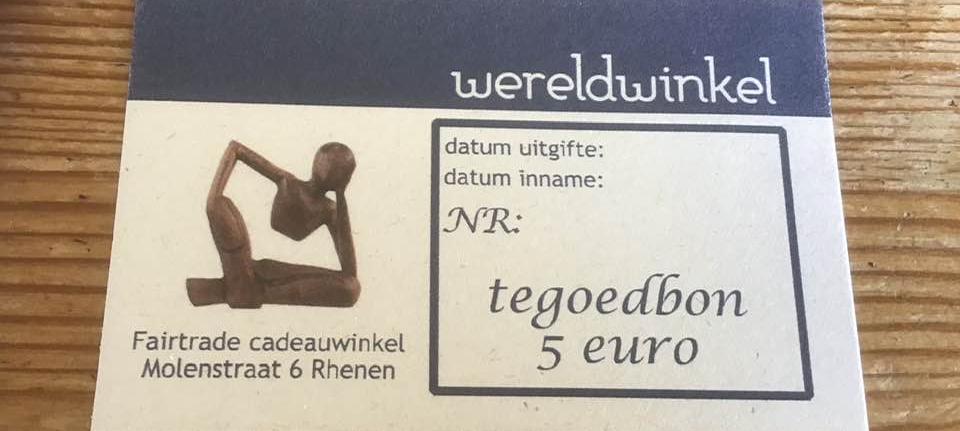 wereldwinkel
datum uitgifte:
datum inname:
NR:
tegoedbon
5 euro
Fairtrade cadeauwinkel
Molenstraat 6 Rhenen